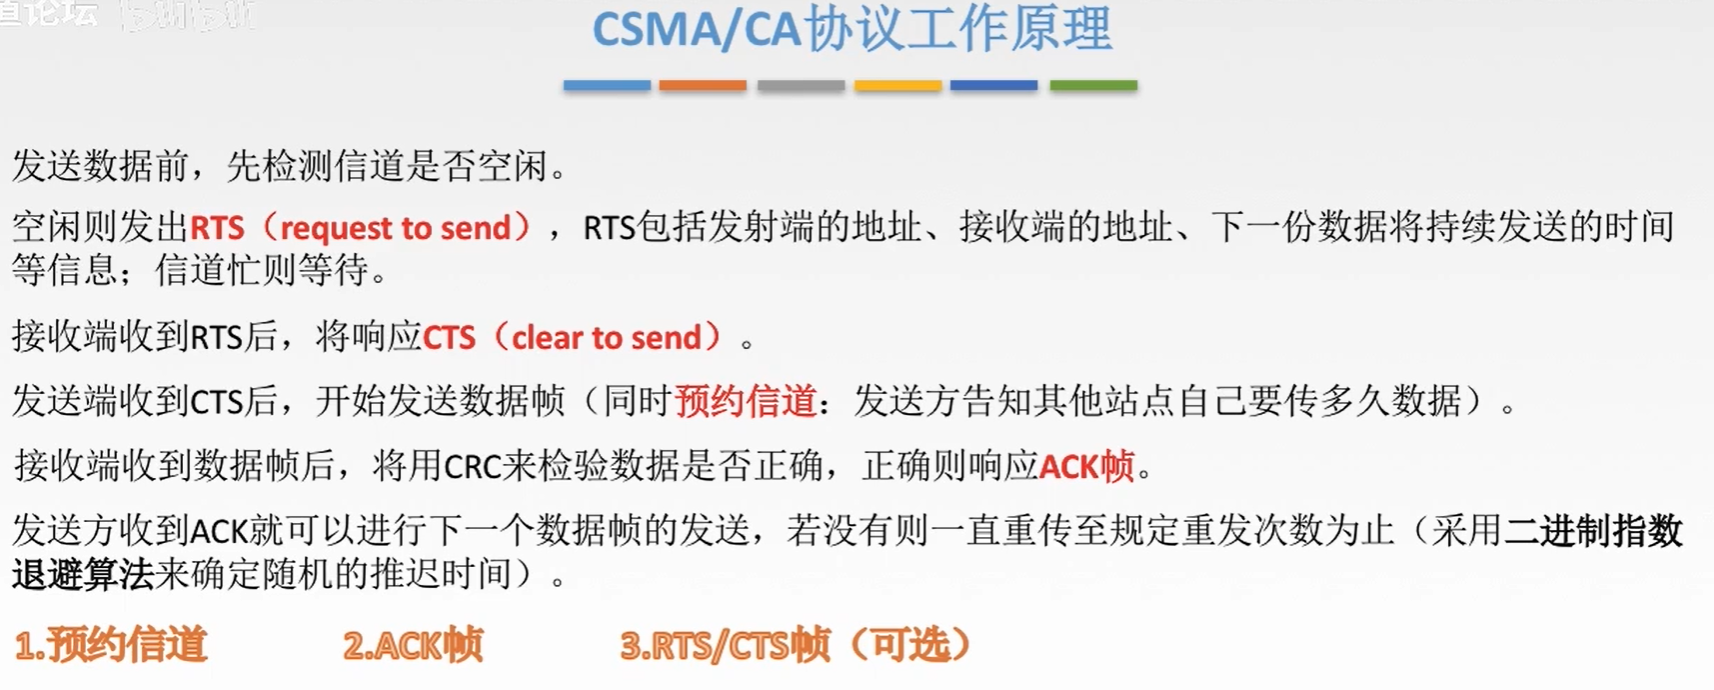 道论坛 bilibili
CSMA/CA协议工作原理
发送数据前，先检测信道是否空闲。
空闲则发出RTS（request to send），RTS包括发射端的地址、接收端的地址、下一份数据将持续发送的时间
等信息；信道忙则等待。
接收端收到RTS后，将响应CTS（clear to send）。
发送端收到CTS后，开始发送数据帧（同时预约信道：发送方告知其他站点自己要传多久数据）。
接收端收到数据帧后，将用CRC来检验数据是否正确，正确则响应ACK帧。
发送方收到ACK就可以进行下一个数据帧的发送，若没有则一直重传至规定重发次数为止（采用二进制指数
退避算法来确定随机的推迟时间）。
1.预约信道 2.ACK帧 3.RTS/CTS帧（可选）